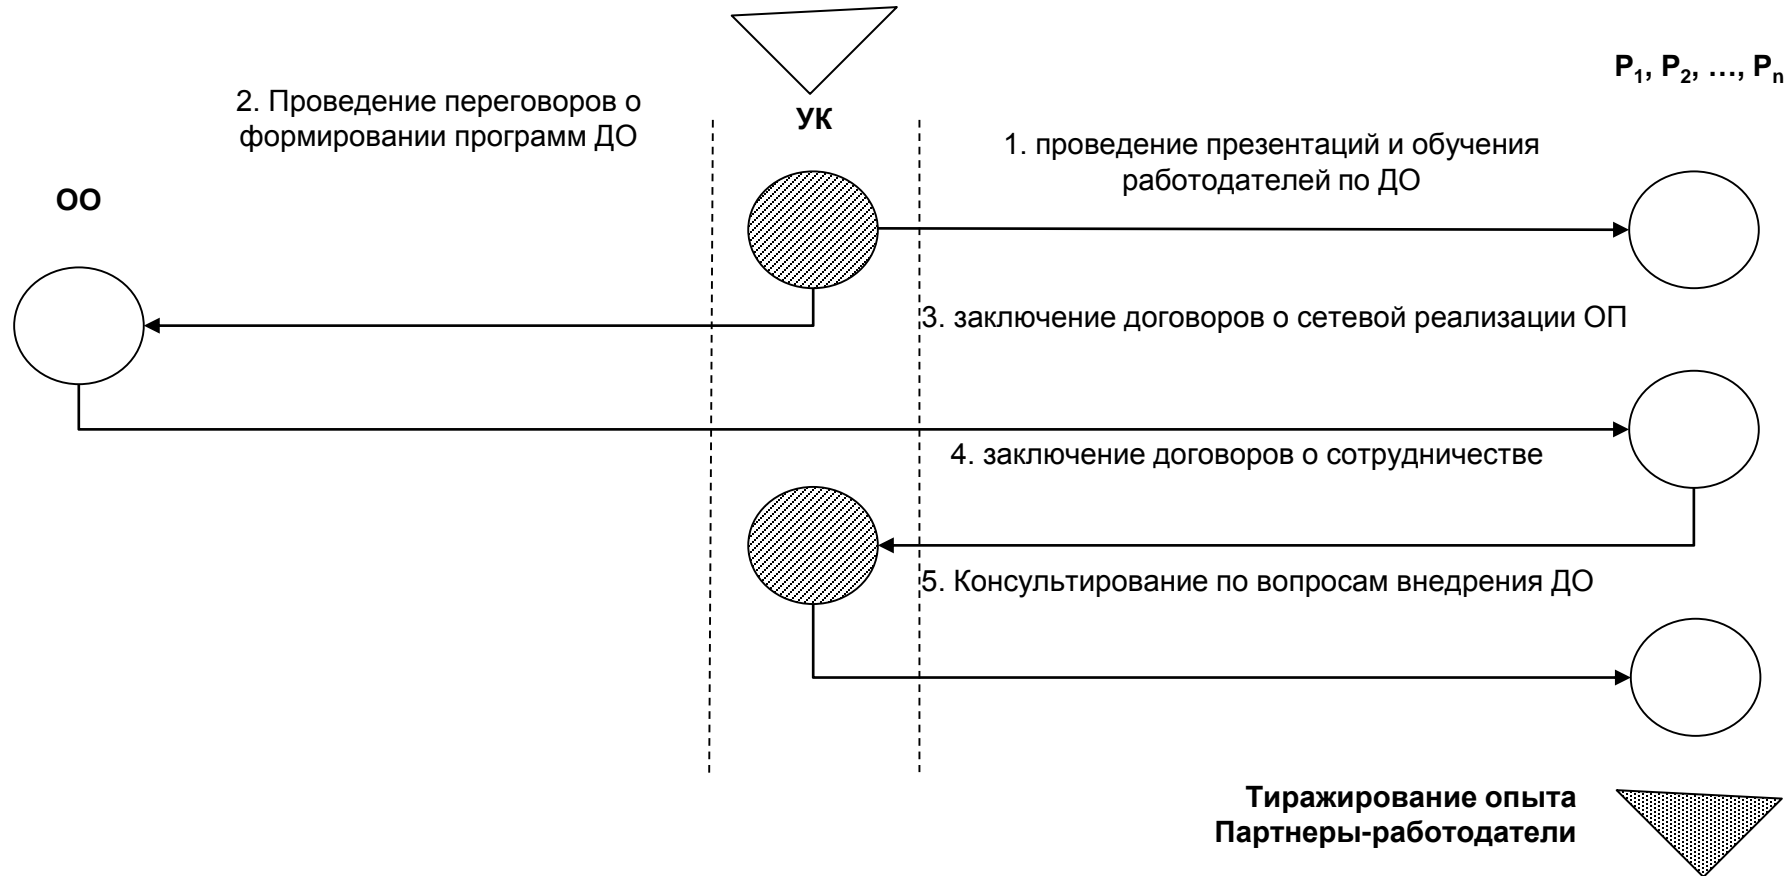 P1, P2, …, Pn
2. Проведение переговоров о
формировании программ ДО
УК
1. проведение презентаций и обучения
работодателей по ДО
ОО
3. заключение договоров о сетевой реализации ОП
4. заключение договоров о сотрудничестве
5. Консультирование по вопросам внедрения ДО
Тиражирование опыта
Партнеры-работодатели